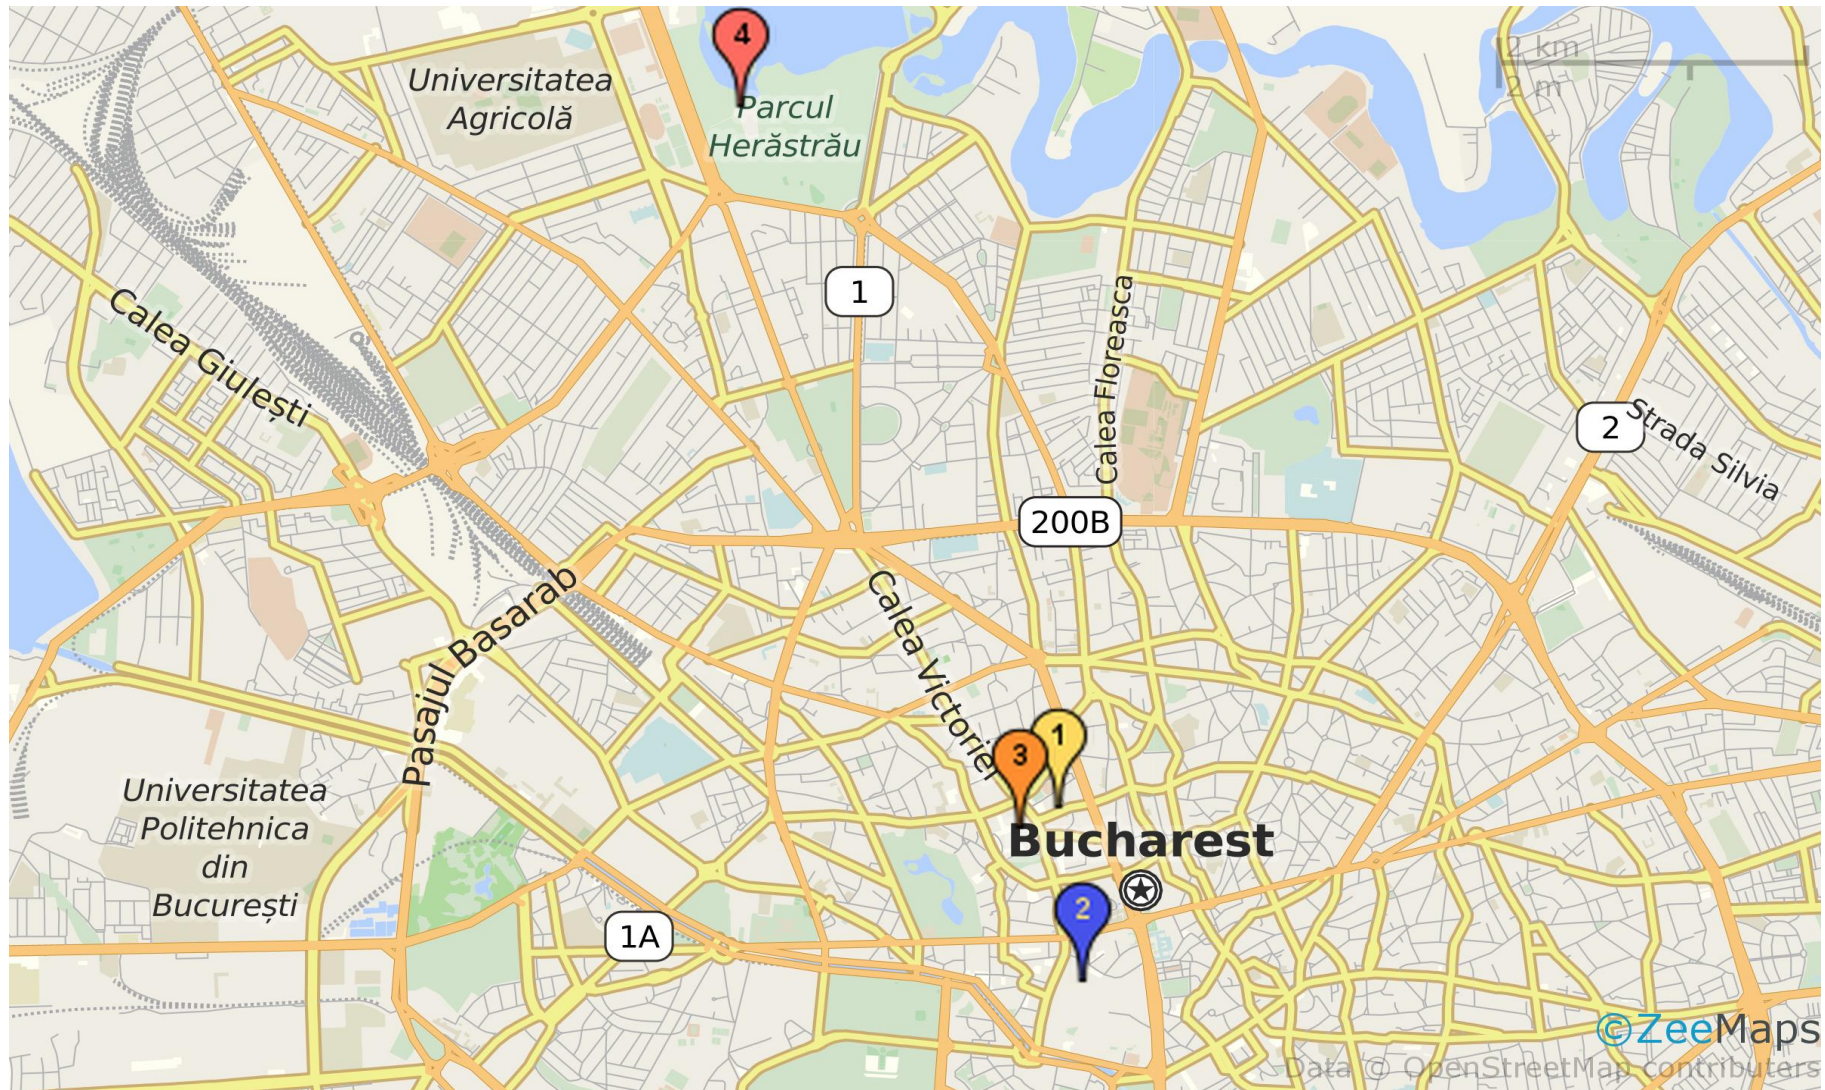 4
2 km
2 m
Universitatea
Agricolă
Parcul
Herăstrău
1
Calea Giulești
Calea Floreasca
2
Strada Silvia
200B
Pasajul Basarab
Calea Victoriei
1
3
Universitatea
Politehnica
din
București
Bucharest
2
1A
©ZeeMaps
Data © OpenStreetMap contributors